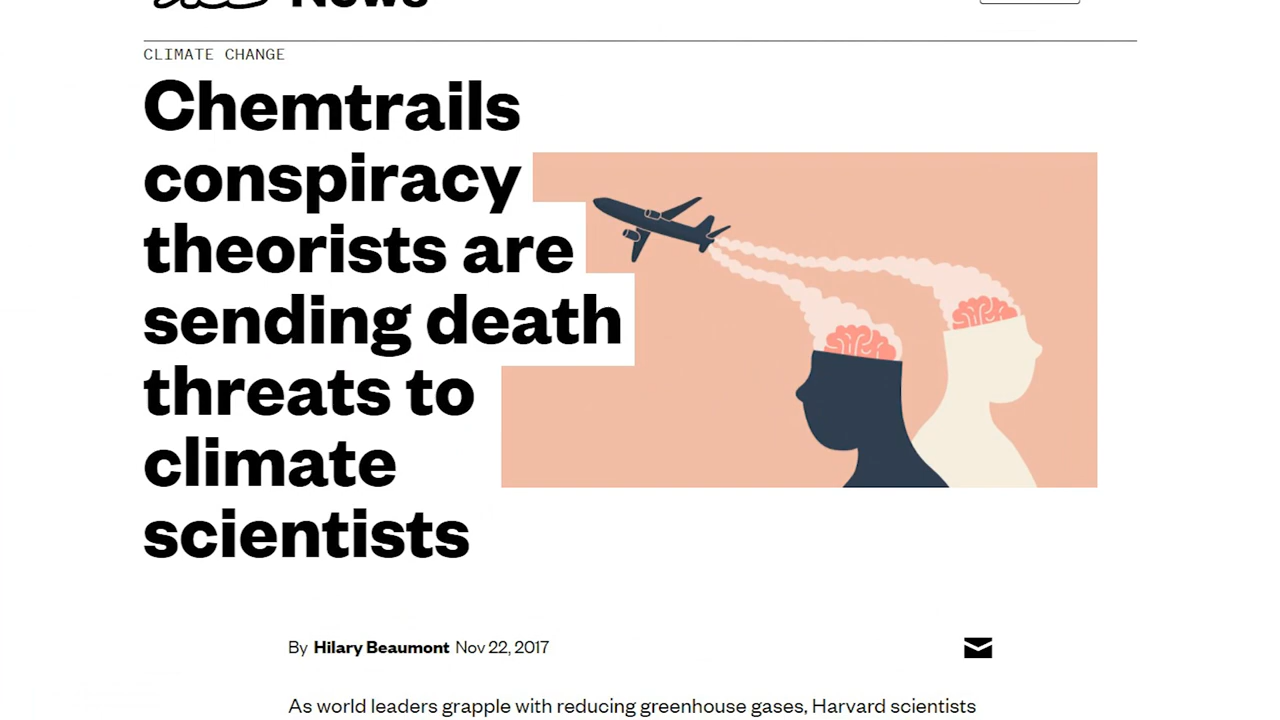 News
CLIMATE CHANGE
Chemtrails
conspiracy
theorists are
sending death
threats to
climate
scientists
By Hilary Beaumont Nov 22, 2017
As world leaders grapple with reducing greenhouse gases, Harvard scientists